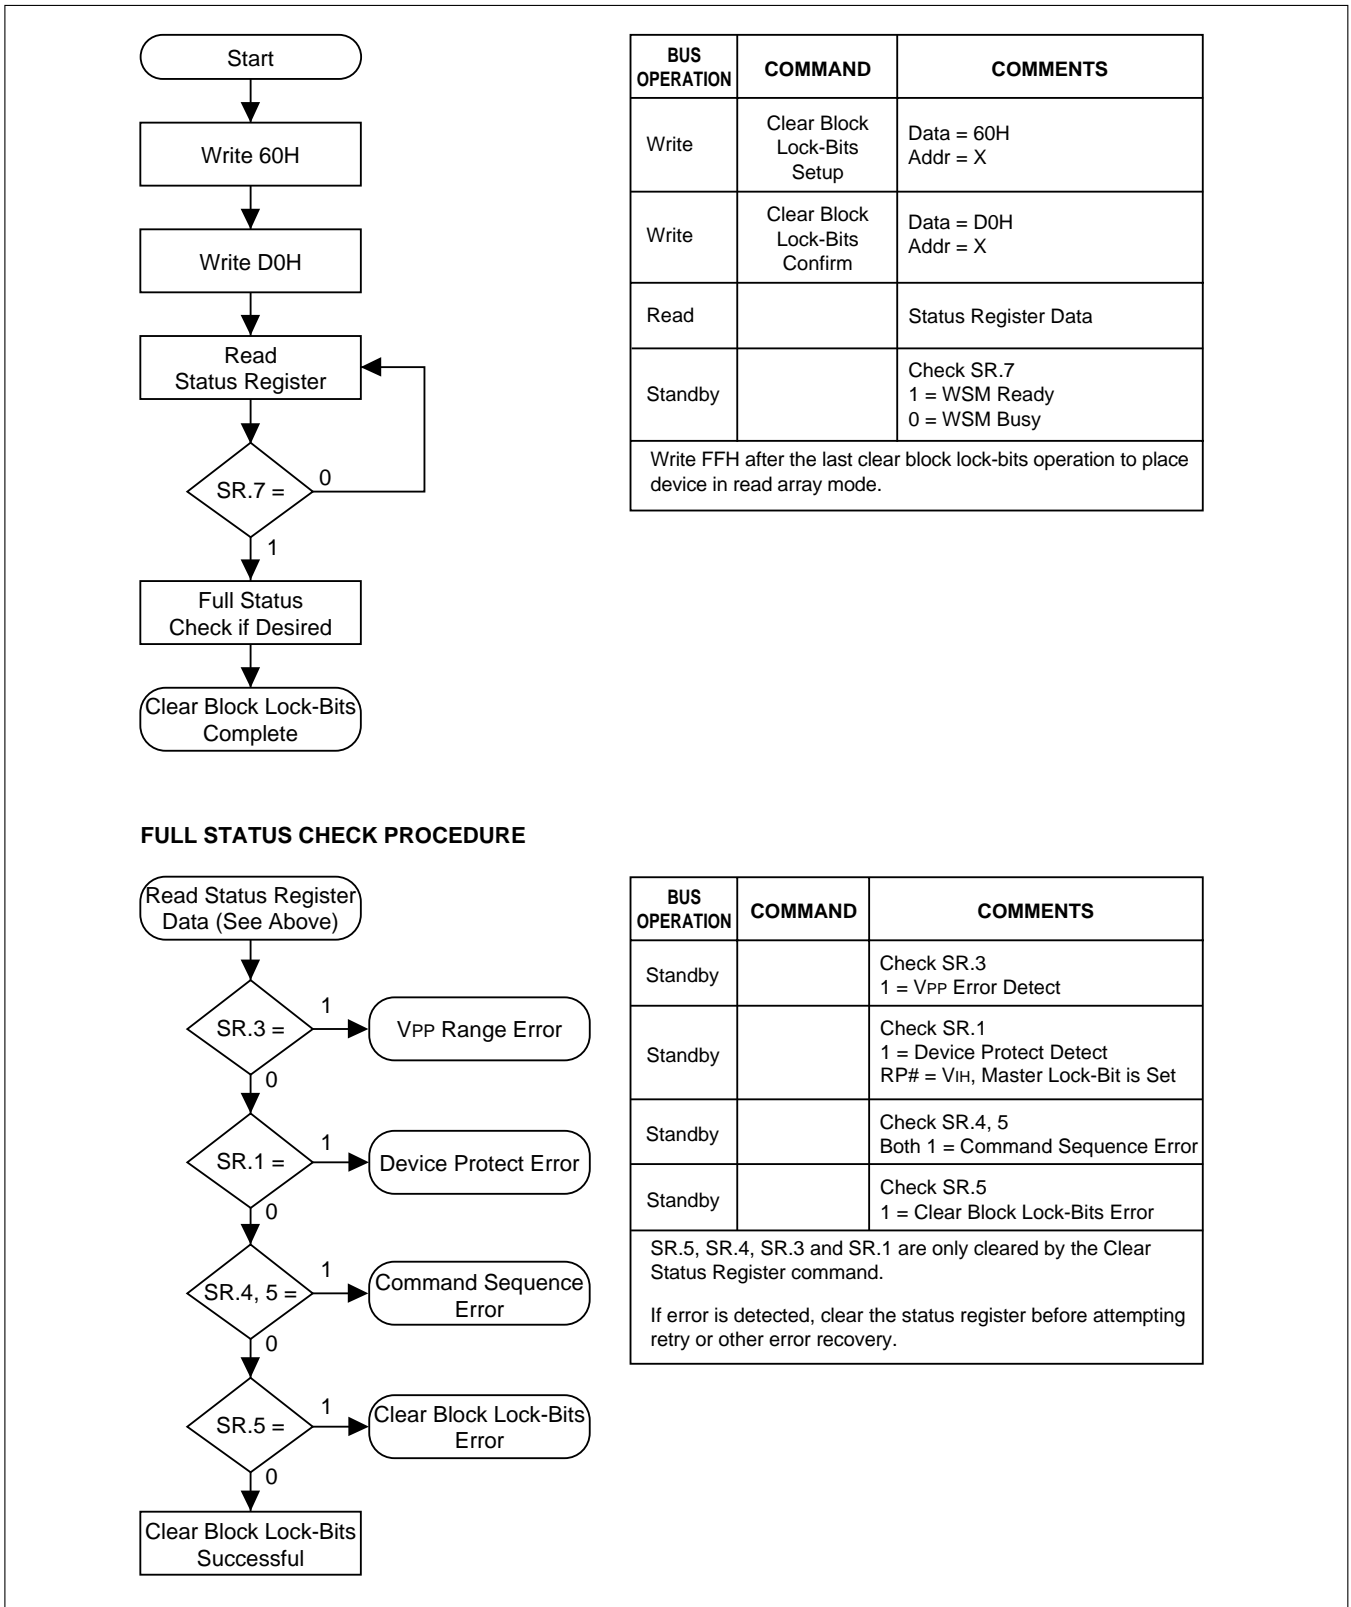 Start
Write 60H
Write D0H
Read
Status Register
SR.7 =
0
1
Full Status
Check if Desired
Clear Block Lock-Bits
Complete
BUS
OPERATION
COMMAND
COMMENTS
Write
Clear Block
Lock-Bits
Setup
Data = 60H
Addr = X
Write
Clear Block
Lock-Bits
Confirm
Data = D0H
Addr = X
Read
Status Register Data
Standby
Check SR.7
1 = WSM Ready
0 = WSM Busy
Write FFH after the last clear block lock-bits operation to place
device in read array mode.
FULL STATUS CHECK PROCEDURE
Read Status Register
Data (See Above)
SR.3 =
1
VPP Range Error
0
SR.1 =
1
Device Protect Error
0
SR.4, 5 =
1
Command Sequence
Error
0
SR.5 =
1
Clear Block Lock-Bits
Error
0
Clear Block Lock-Bits
Successful
BUS
OPERATION
COMMAND
COMMENTS
Standby
Check SR.3
1 = VPP Error Detect
Standby
Check SR.1
1 = Device Protect Detect
RP# = VIH, Master Lock-Bit is Set
Standby
Check SR.4, 5
Both 1 = Command Sequence Error
Standby
Check SR.5
1 = Clear Block Lock-Bits Error
SR.5, SR.4, SR.3 and SR.1 are only cleared by the Clear
Status Register command.
If error is detected, clear the status register before attempting
retry or other error recovery.